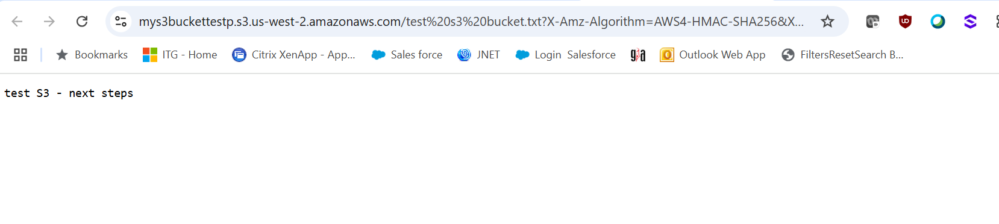 mys3buckettestp.s3.us-west-2.amazonaws.com/test%20s3%20bucket.txt?X-Amz-Algorithm=AWS4-HMAC-SHA256&X...
Bookmarks ITG - Home Citrix XenApp - App... Sales force JNET Login Salesforce g/a Outlook Web App FiltersResetSearch B...
test S3 - next steps